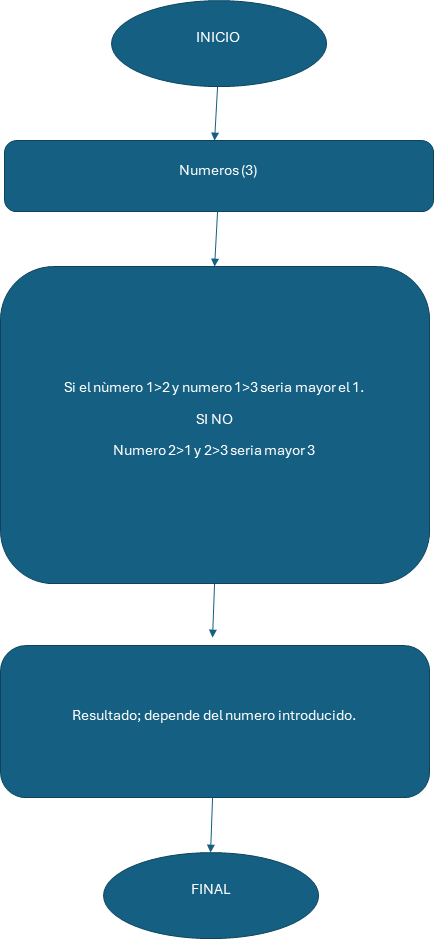 INICIO
Numeros (3)
Si el nùmero 1>2 y numero 1>3 seria mayor el 1.
SI NO
Numero 2>1 y 2>3 seria mayor 3
Resultado; depende del numero introducido.
FINAL